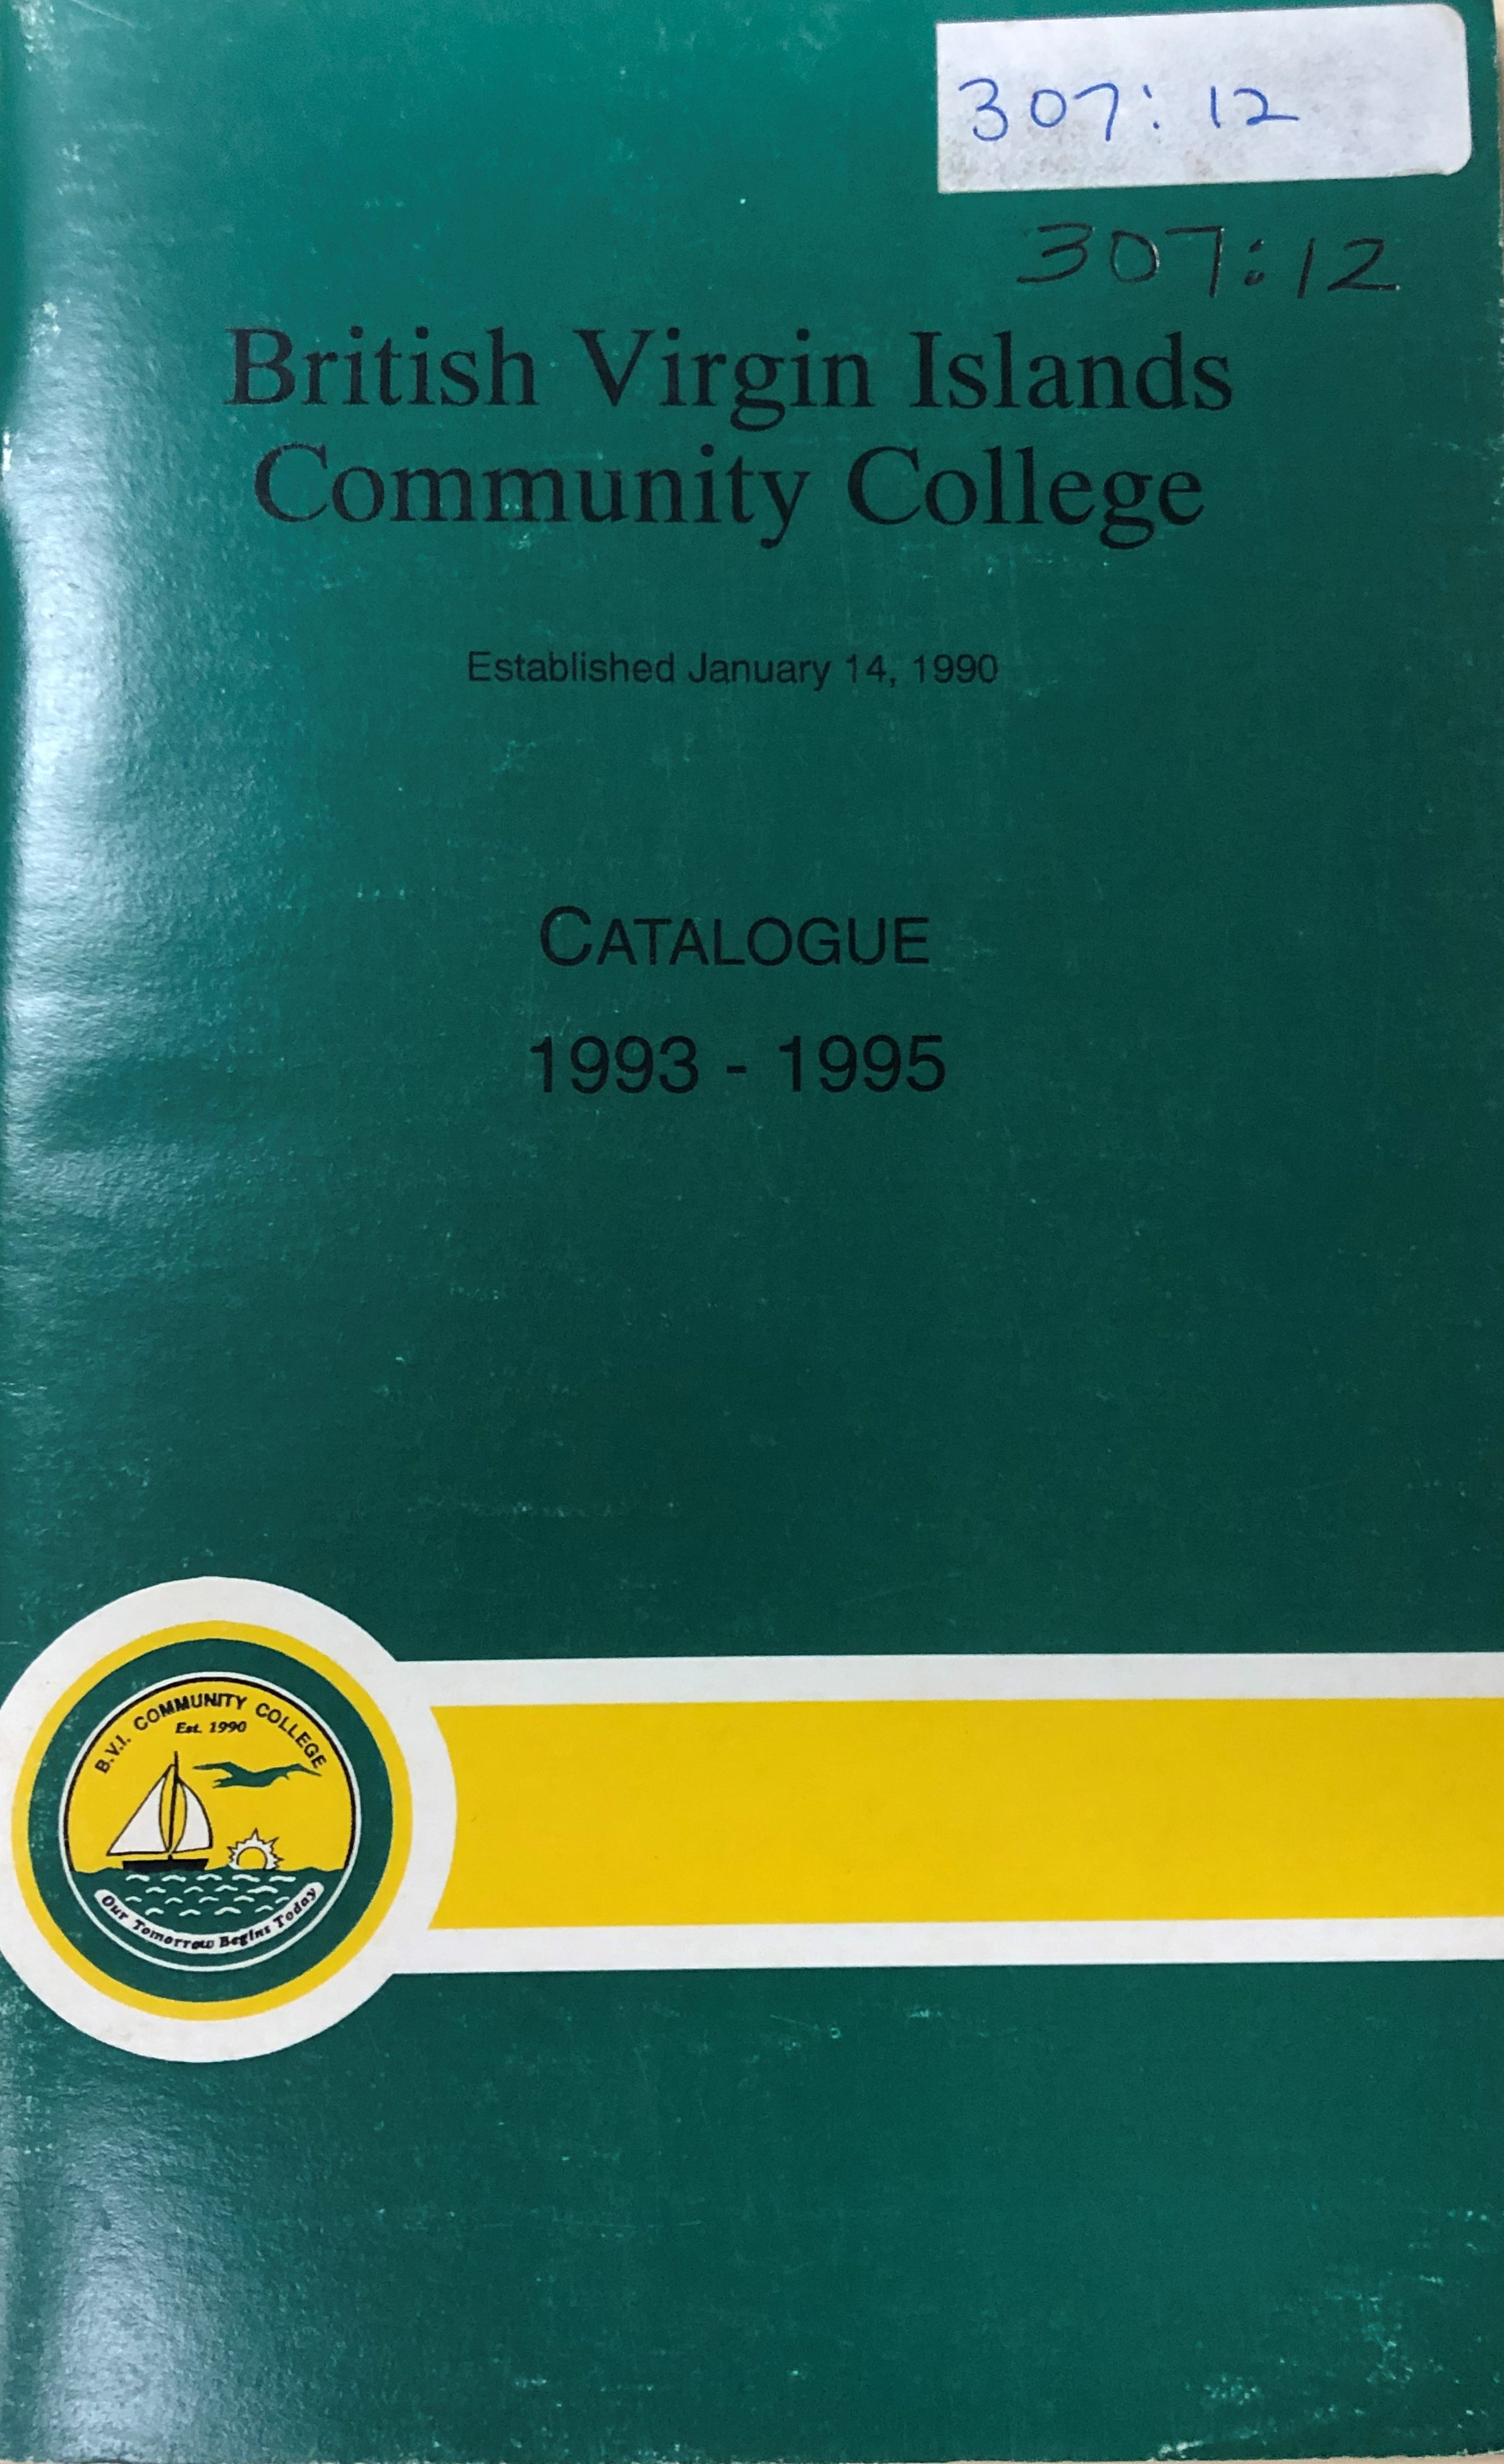 307: 12
307:12
British Virgin Islands
Community College
Established January 14, 1990
CATALOGUE
1993 - 1995
B.V.I. COMMUNITY COLLEGE
Est. 1990
Our Tomorrow Begins Today